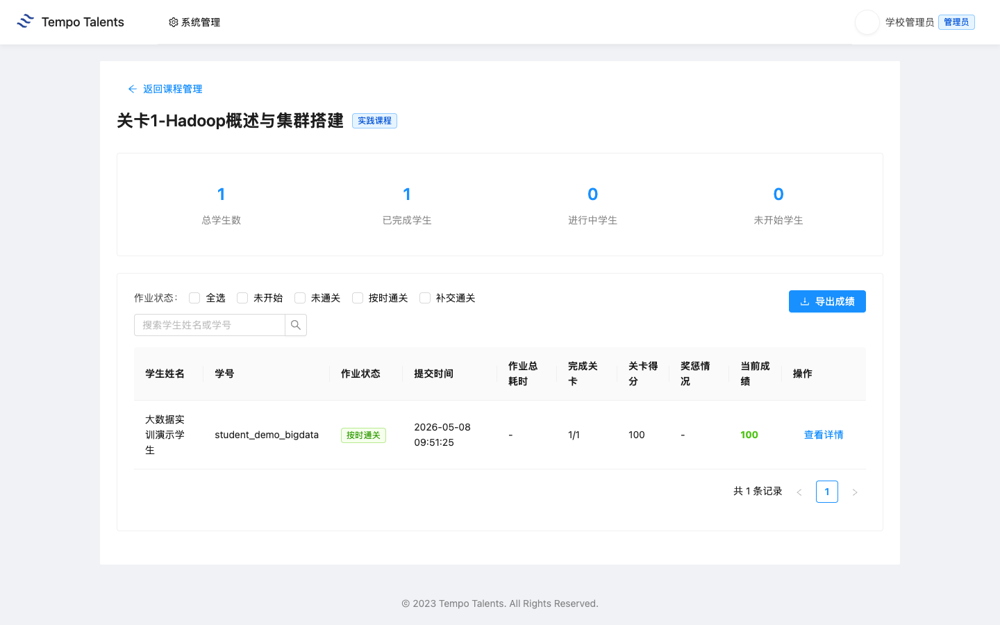 Tempo Talents
系统管理
学校管理员 管理员
返回课程管理
关卡1-Hadoop概述与集群搭建 实践课程
1 1 0 0
总学生数 已完成学生 进行中学生 未开始学生
作业状态: 全选 未开始 未通关 按时通关 补交通关
导出成绩
搜索学生姓名或学号
学生姓名 学号 作业状态 提交时间 作业总耗时 完成关卡 关卡得分 奖惩情况 当前成绩 操作
大数据实训演示学生 student_demo_bigdata 按时通关 2026-05-08 09:51:25 - 1/1 100 - 100 查看详情
共 1 条记录 1
© 2023 Tempo Talents. All Rights Reserved.